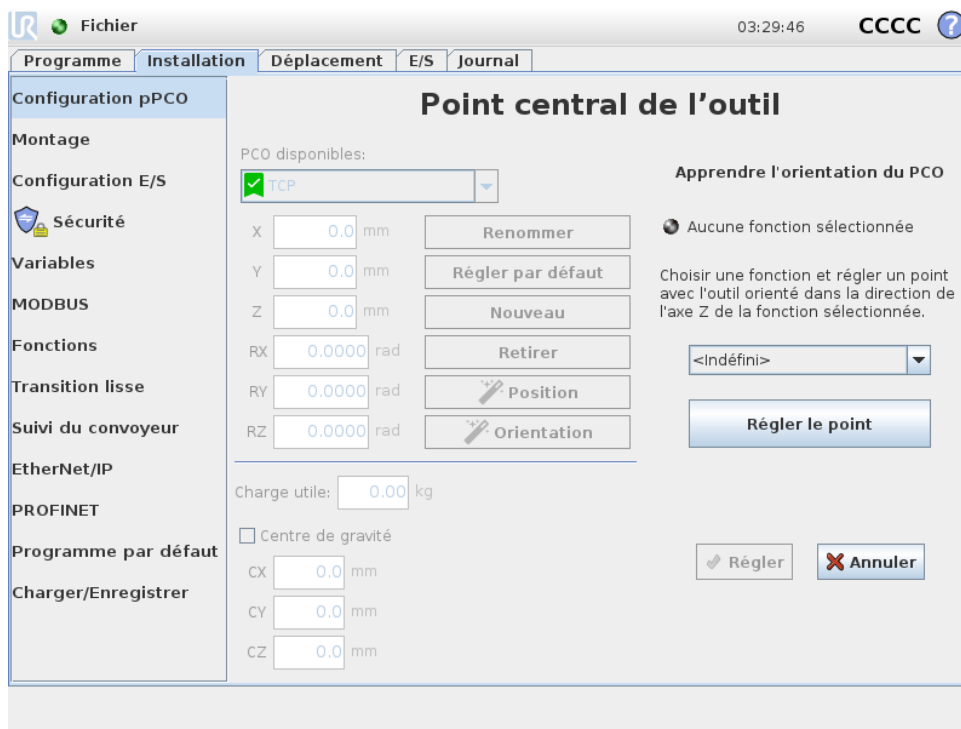 UR Fichier 03:29:46 CCCC ?
Programme Installation Déplacement E/S Journal
Configuration pPCO
Montage
Configuration E/S
Sécurité
Variables
MODBUS
Fonctions
Transition lisse
Suivi du convoyeur
EtherNet/IP
PROFINET
Programme par défaut
Charger/Enregistrer
Point central de l’outil
PCO disponibles:
TCP
X 0.0 mm Renommer
Y 0.0 mm Régler par défaut
Z 0.0 mm Nouveau
RX 0.0000 rad Retirer
RY 0.0000 rad Position
RZ 0.0000 rad Orientation
Charge utile: 0.00 kg
Centre de gravité
CX 0.0 mm
CY 0.0 mm
CZ 0.0 mm
Apprendre l'orientation du PCO
Aucune fonction sélectionnée
Choisir une fonction et régler un point
avec l'outil orienté dans la direction de
l'axe Z de la fonction sélectionnée.
<Indéfini>
Régler le point
Régler Annuler